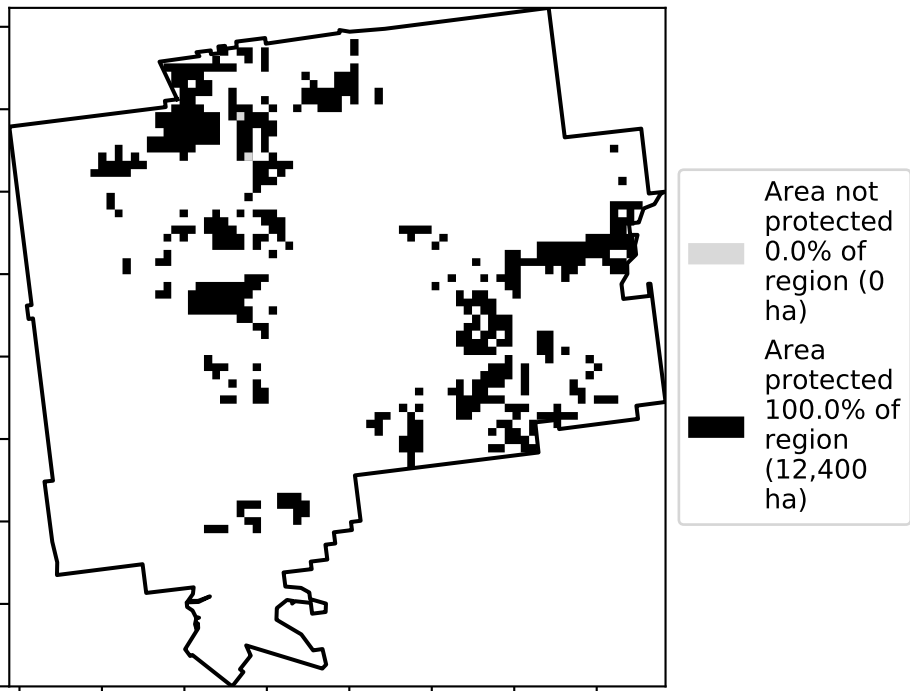 Area not
protected
0.0% of
region (0
ha)
Area
protected
100.0% of
region
(12,400
ha)